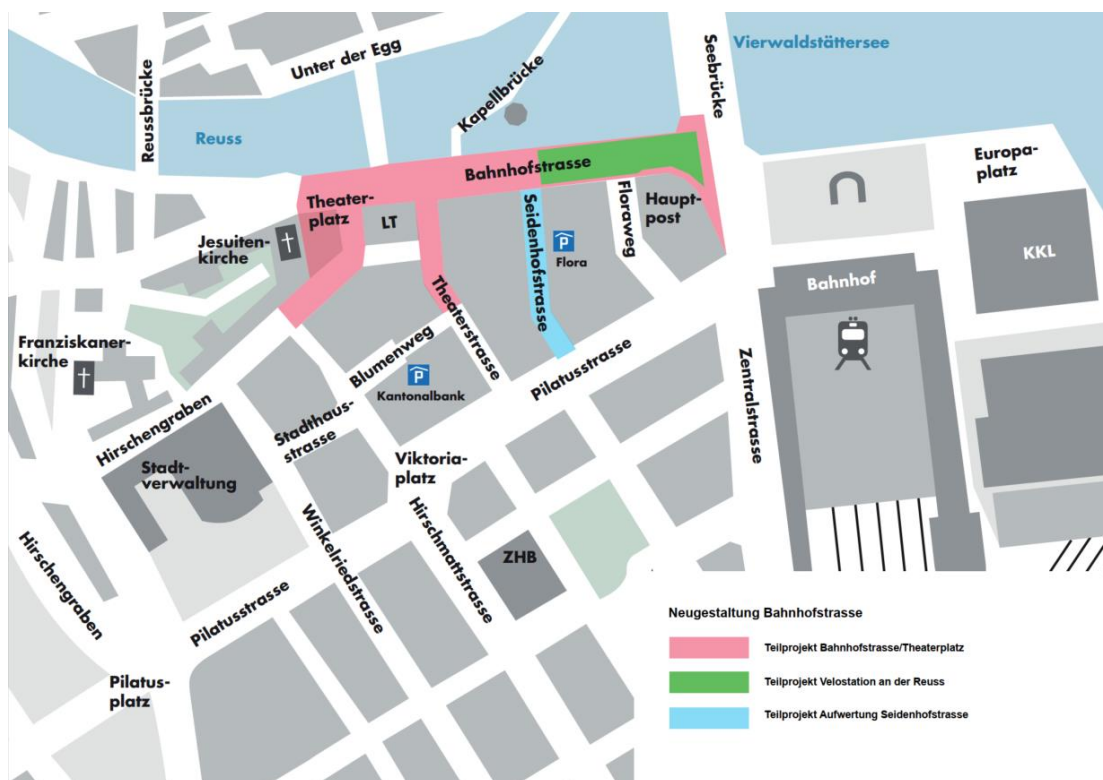 Unter der Egg
Vierwaldstättersee
Reussbrücke
Reuss
Kapellbrücke
Seebrücke
Bahnhofstrasse
Europa-
platz
Theater-
platz
LT
Seidenhofstrasse
P
Flora
Floraweg
Haupt-
post
Jesuiten-
kirche
KKL
Bahnhof
Theaterstrasse
Franziskaner-
kirche
Blumenweg
P
Kantonalbank
Pilatusstrasse
Zentralstrasse
Hirschengraben
Stadthaus-
strasse
Stadt-
verwaltung
Viktoria-
platz
Hirschengraben
Winkelriedstrasse
Hirschmattstrasse
ZHB
Pilatusstrasse
Pilatus-
platz
Neugestaltung Bahnhofstrasse
Teilprojekt Bahnhofstrasse/Theaterplatz
Teilprojekt Velostation an der Reuss
Teilprojekt Aufwertung Seidenhofstrasse